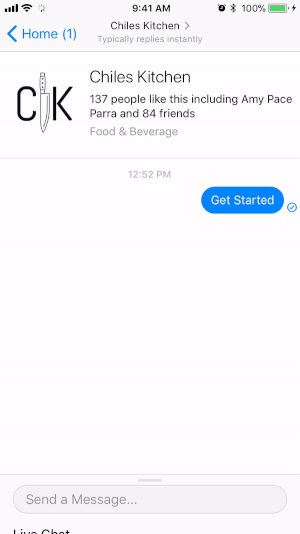 9:41 AM
100%
Home (1)
Chiles Kitchen
Typically replies instantly
CK
Chiles Kitchen
137 people like this including Amy Pace
Parra and 84 friends
Food & Beverage
12:52 PM
Get Started
Send a Message...
Live Chat